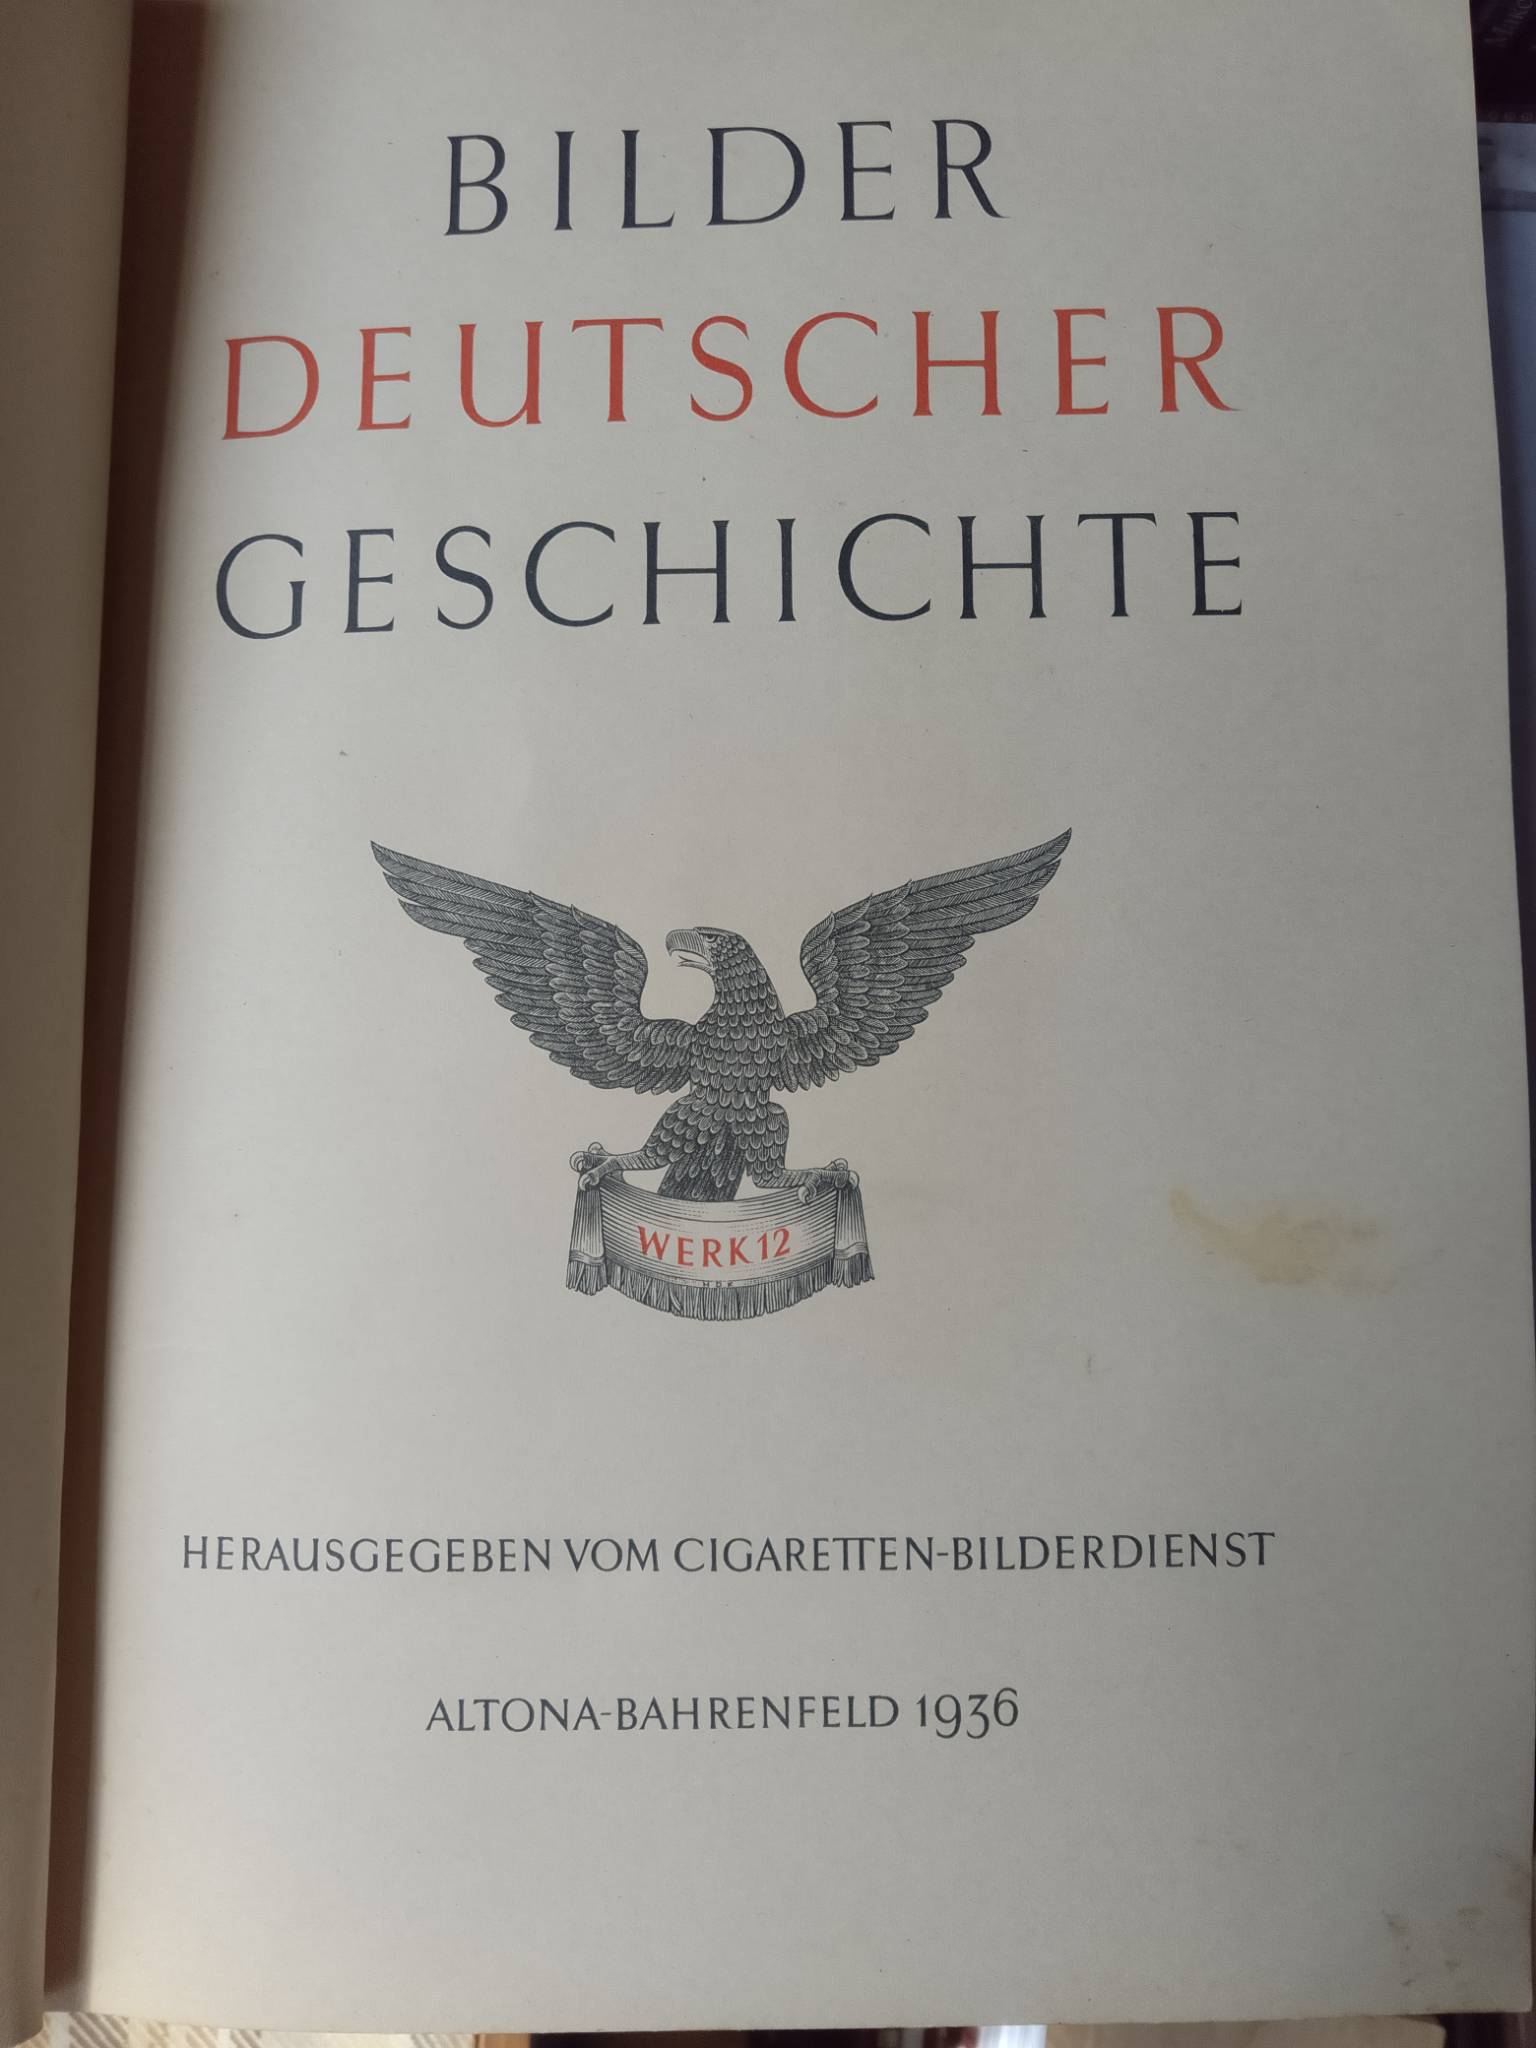 BILDER
DEUTSCHER
GESCHICHTE
WERK 12
HERAUSGEGEBEN VOM CIGARETTEN-BILDERDIENST
ALTONA-BAHRENFELD 1936